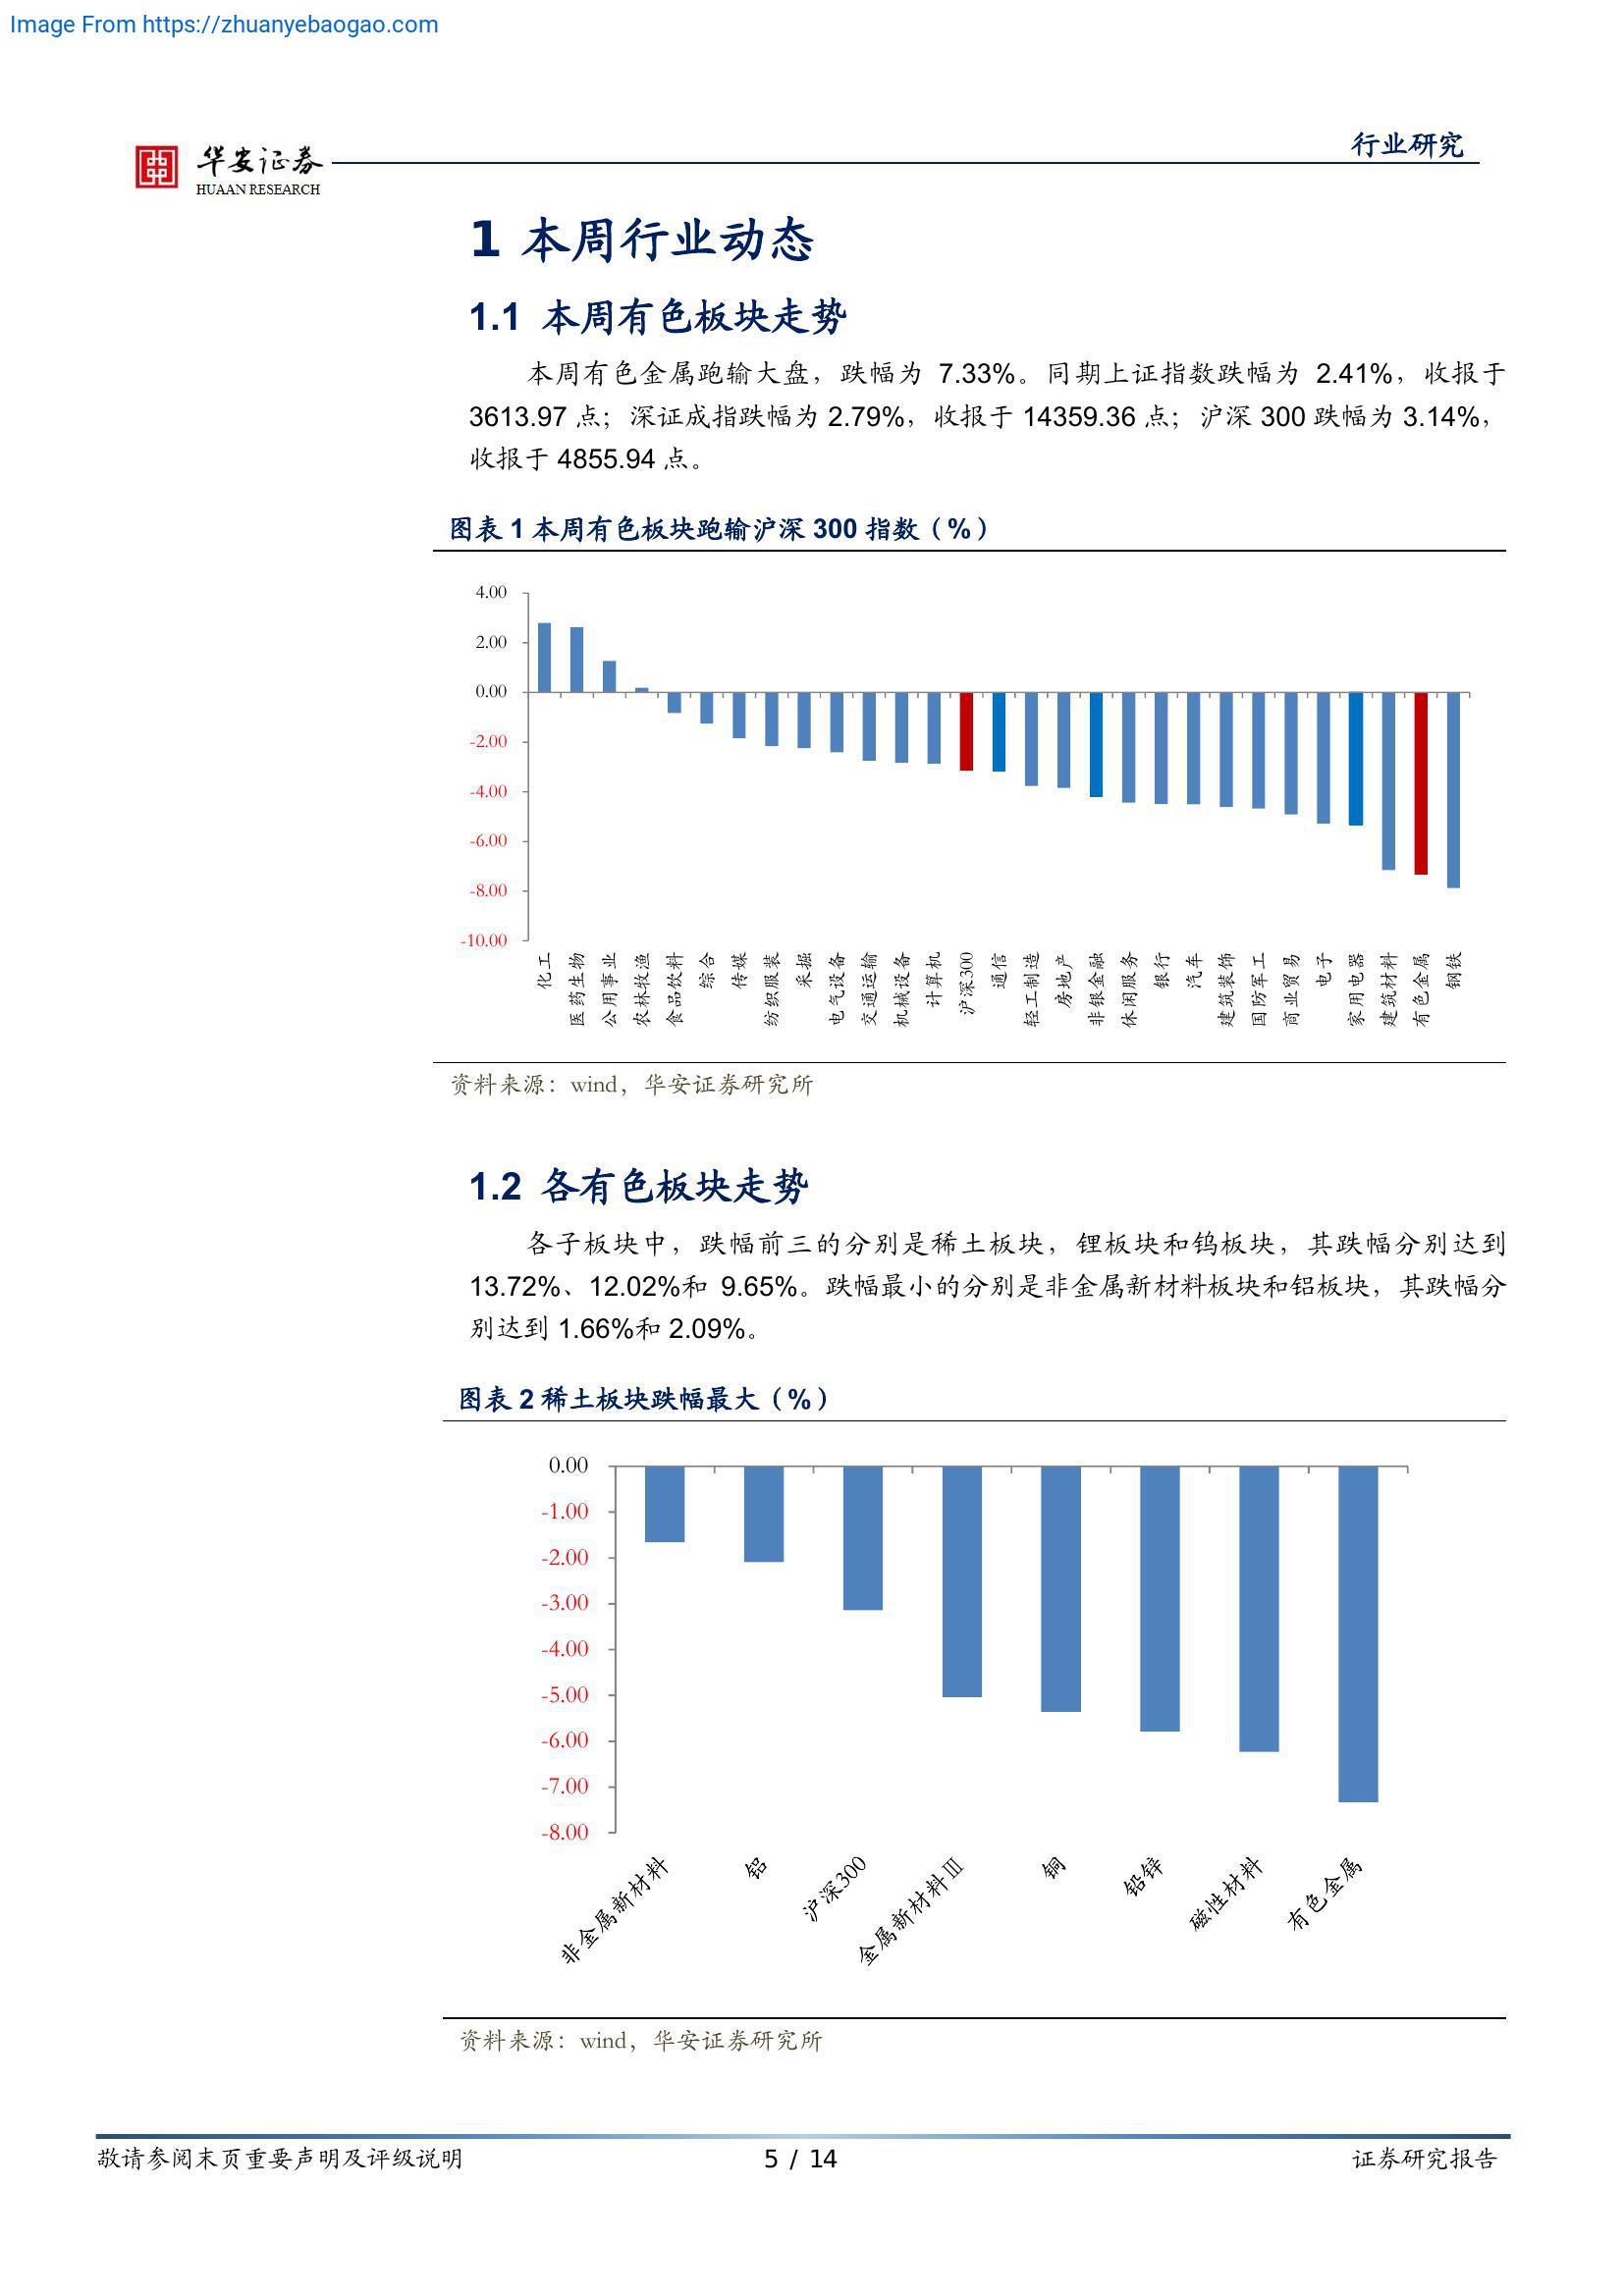 Image From https://zhuanyebaogao.com
华安证券
HUAAN RESEARCH
行业研究
1 本周行业动态
1.1 本周有色板块走势
本周有色金属跑输大盘，跌幅为 7.33%。同期上证指数跌幅为 2.41%，收报于
3613.97 点；深证成指跌幅为 2.79%，收报于 14359.36 点；沪深 300 跌幅为 3.14%，
收报于 4855.94 点。
图表 1 本周有色板块跑输沪深 300 指数（%）
4.00
2.00
0.00
-2.00
-4.00
-6.00
-8.00
-10.00
化工
医药生物
公用事业
农林牧渔
食品饮料
综合
传媒
纺织服装
采掘
电气设备
交通运输
机械设备
计算机
沪深300
通信
轻工制造
房地产
非银金融
休闲服务
银行
汽车
建筑装饰
国防军工
商业贸易
电子
家用电器
建筑材料
有色金属
钢铁
资料来源：wind，华安证券研究所
1.2 各有色板块走势
各子板块中，跌幅前三的分别是稀土板块，锂板块和钨板块，其跌幅分别达到
13.72%、12.02%和 9.65%。跌幅最小的分别是非金属新材料板块和铝板块，其跌幅分
别达到 1.66%和 2.09%。
图表 2 稀土板块跌幅最大（%）
0.00
-1.00
-2.00
-3.00
-4.00
-5.00
-6.00
-7.00
-8.00
非金属新材料
铝
沪深300
金属新材料Ⅲ
铜
铅锌
磁性材料
有色金属
资料来源：wind，华安证券研究所
敬请参阅末页重要声明及评级说明
5 / 14
证券研究报告